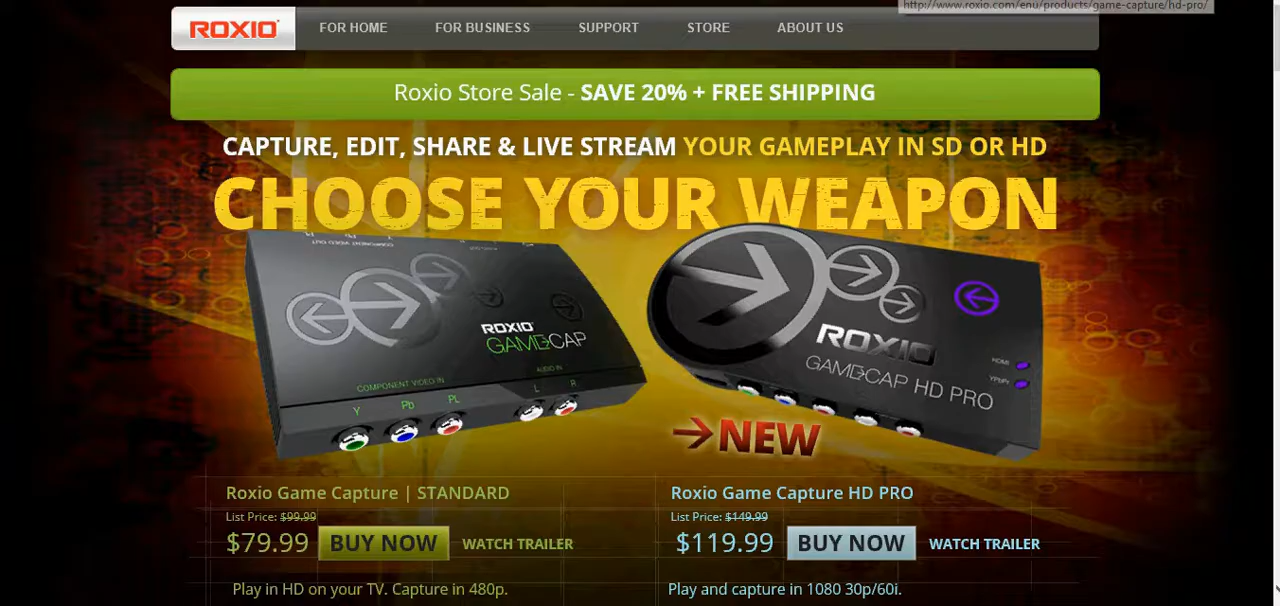 http://www.roxio.com/enu/products/game-capture/hd-pro/
ROXIO FOR HOME FOR BUSINESS SUPPORT STORE ABOUT US
Roxio Store Sale - SAVE 20% + FREE SHIPPING
CAPTURE, EDIT, SHARE & LIVE STREAM YOUR GAMEPLAY IN SD OR HD
CHOOSE YOUR WEAPON
ROXIO
GAMECAP
COMPONENT VIDEO IN
AUDIO IN
Y Pb L R
ROXIO
GAMECAP HD PRO
HDMI
NEW
Roxio Game Capture | STANDARD
List Price: $99.99
$79.99 BUY NOW WATCH TRAILER
Play in HD on your TV. Capture in 480p.
Roxio Game Capture HD PRO
List Price: $149.99
$119.99 BUY NOW WATCH TRAILER
Play and capture in 1080 30p/60i.